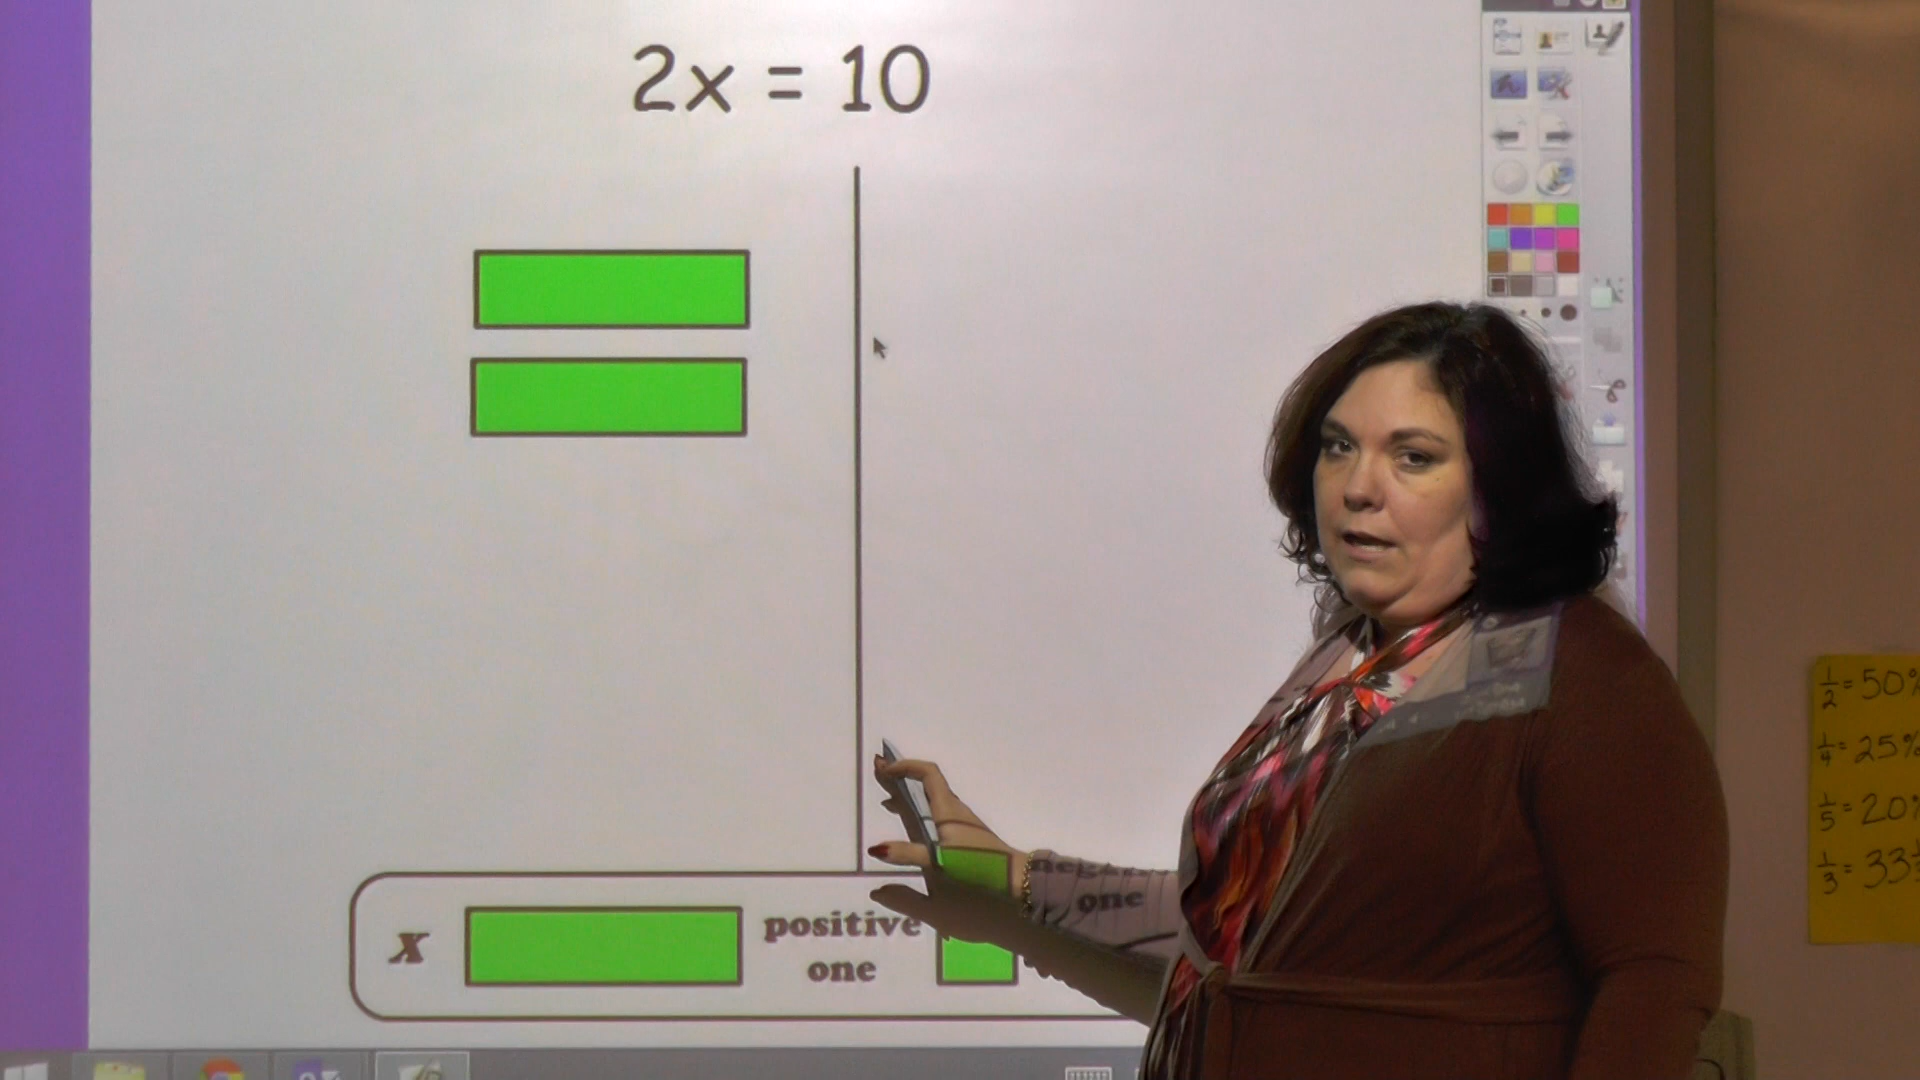 2x = 10
x
positive
one
one
1/2 = 50%
1/4 = 25%
1/5 = 20%
1/3 = 33